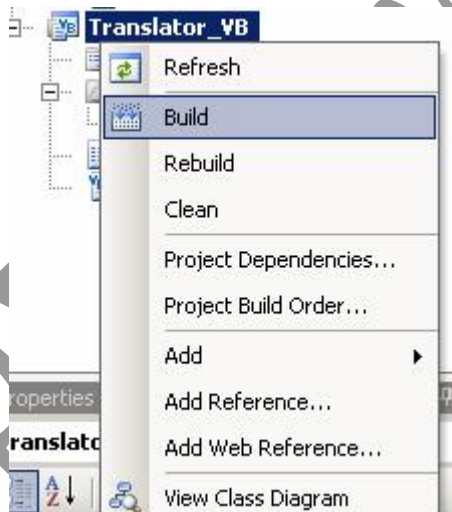 Translator_VB
Refresh
Build
Rebuild
Clean
Project Dependencies...
Project Build Order...
Add
roperties
Add Reference...
ranslato
Add Web Reference...
View Class Diagram